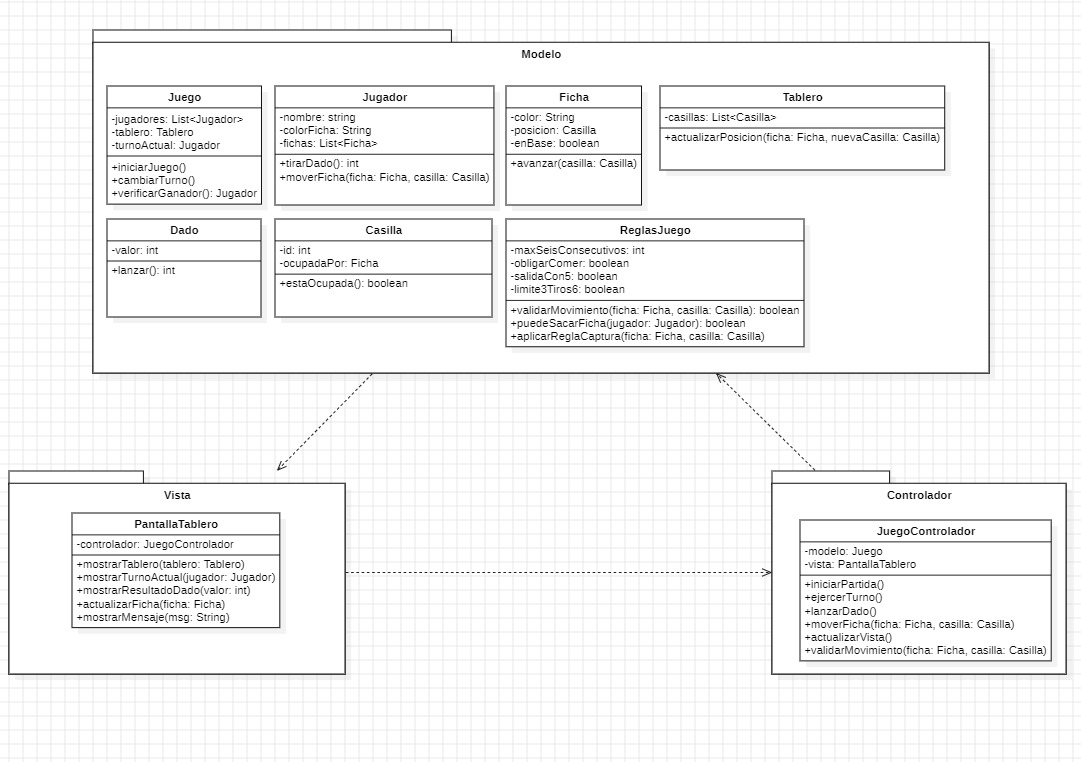 Modelo
Juego
-jugadores: List<Jugador>
-tablero: Tablero
-turnoActual: Jugador
+iniciarJuego()
+cambiarTurno()
+verificarGanador(): Jugador
Jugador
-nombre: string
-colorFicha: String
-fichas: List<Ficha>
+tirarDado(): int
+moverFicha(ficha: Ficha, casilla: Casilla)
Ficha
-color: String
-posicion: Casilla
-enBase: boolean
+avanzar(casilla: Casilla)
Tablero
-casillas: List<Casilla>
+actualizarPosicion(ficha: Ficha, nuevaCasilla: Casilla)
Dado
-valor: int
+lanzar(): int
Casilla
-id: int
-ocupadaPor: Ficha
+estaOcupada(): boolean
ReglasJuego
-maxSeisConsecutivos: int
-obligarComer: boolean
-salidaCon5: boolean
-limite3Tiros6: boolean
+validarMovimiento(ficha: Ficha, casilla: Casilla): boolean
+puedeSacarFicha(jugador: Jugador): boolean
+aplicarReglaCaptura(ficha: Ficha, casilla: Casilla)
Vista
PantallaTablero
-controlador: JuegoControlador
+mostrarTablero(tablero: Tablero)
+mostrarTurnoActual(jugador: Jugador)
+mostrarResultadoDado(valor: int)
+actualizarFicha(ficha: Ficha)
+mostrarMensaje(msg: String)
Controlador
JuegoControlador
-modelo: Juego
-vista: PantallaTablero
+iniciarPartida()
+ejercerTurno()
+lanzarDado()
+moverFicha(ficha: Ficha, casilla: Casilla)
+actualizarVista()
+validarMovimiento(ficha: Ficha, casilla: Casilla)